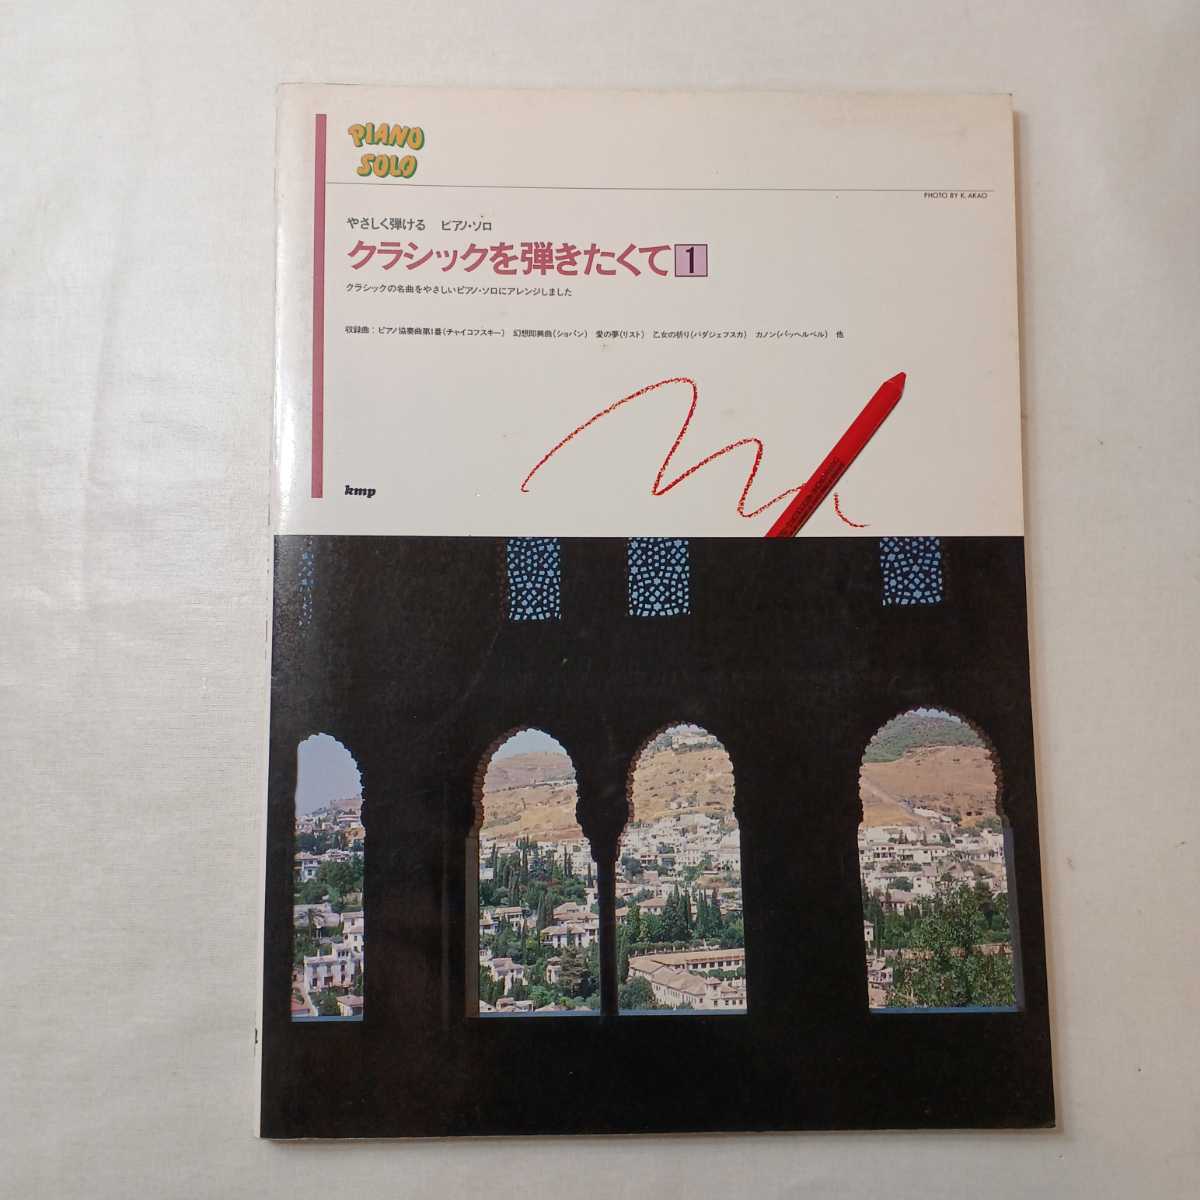 PIANO
SOLO
PHOTO BY K. AKAO
やさしく弾ける ピアノ・ソロ
クラシックを弾きたくて 1
クラシックの名曲をやさしいピアノ・ソロにアレンジしました
収録曲：ピアノ協奏曲第1番(チャイコフスキー) 幻想即興曲(ショパン) 愛の夢(リスト) 乙女の祈り(バダジェフスカ) カノン(パッヘルベル) 他
kmp